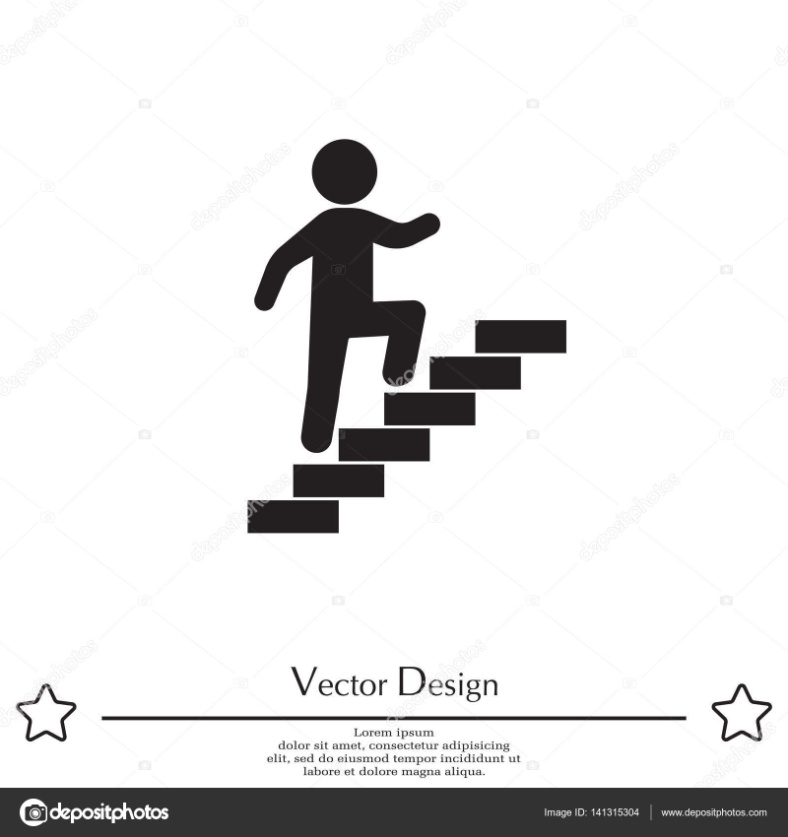 Vector Design
Lorem ipsum
dolor sit amet, consectetur adipisicing
elit, sed do eiusmod tempor incididunt ut
labore et dolore magna aliqua.
depositphotos
Image ID: 141315304
www.depositphotos.com